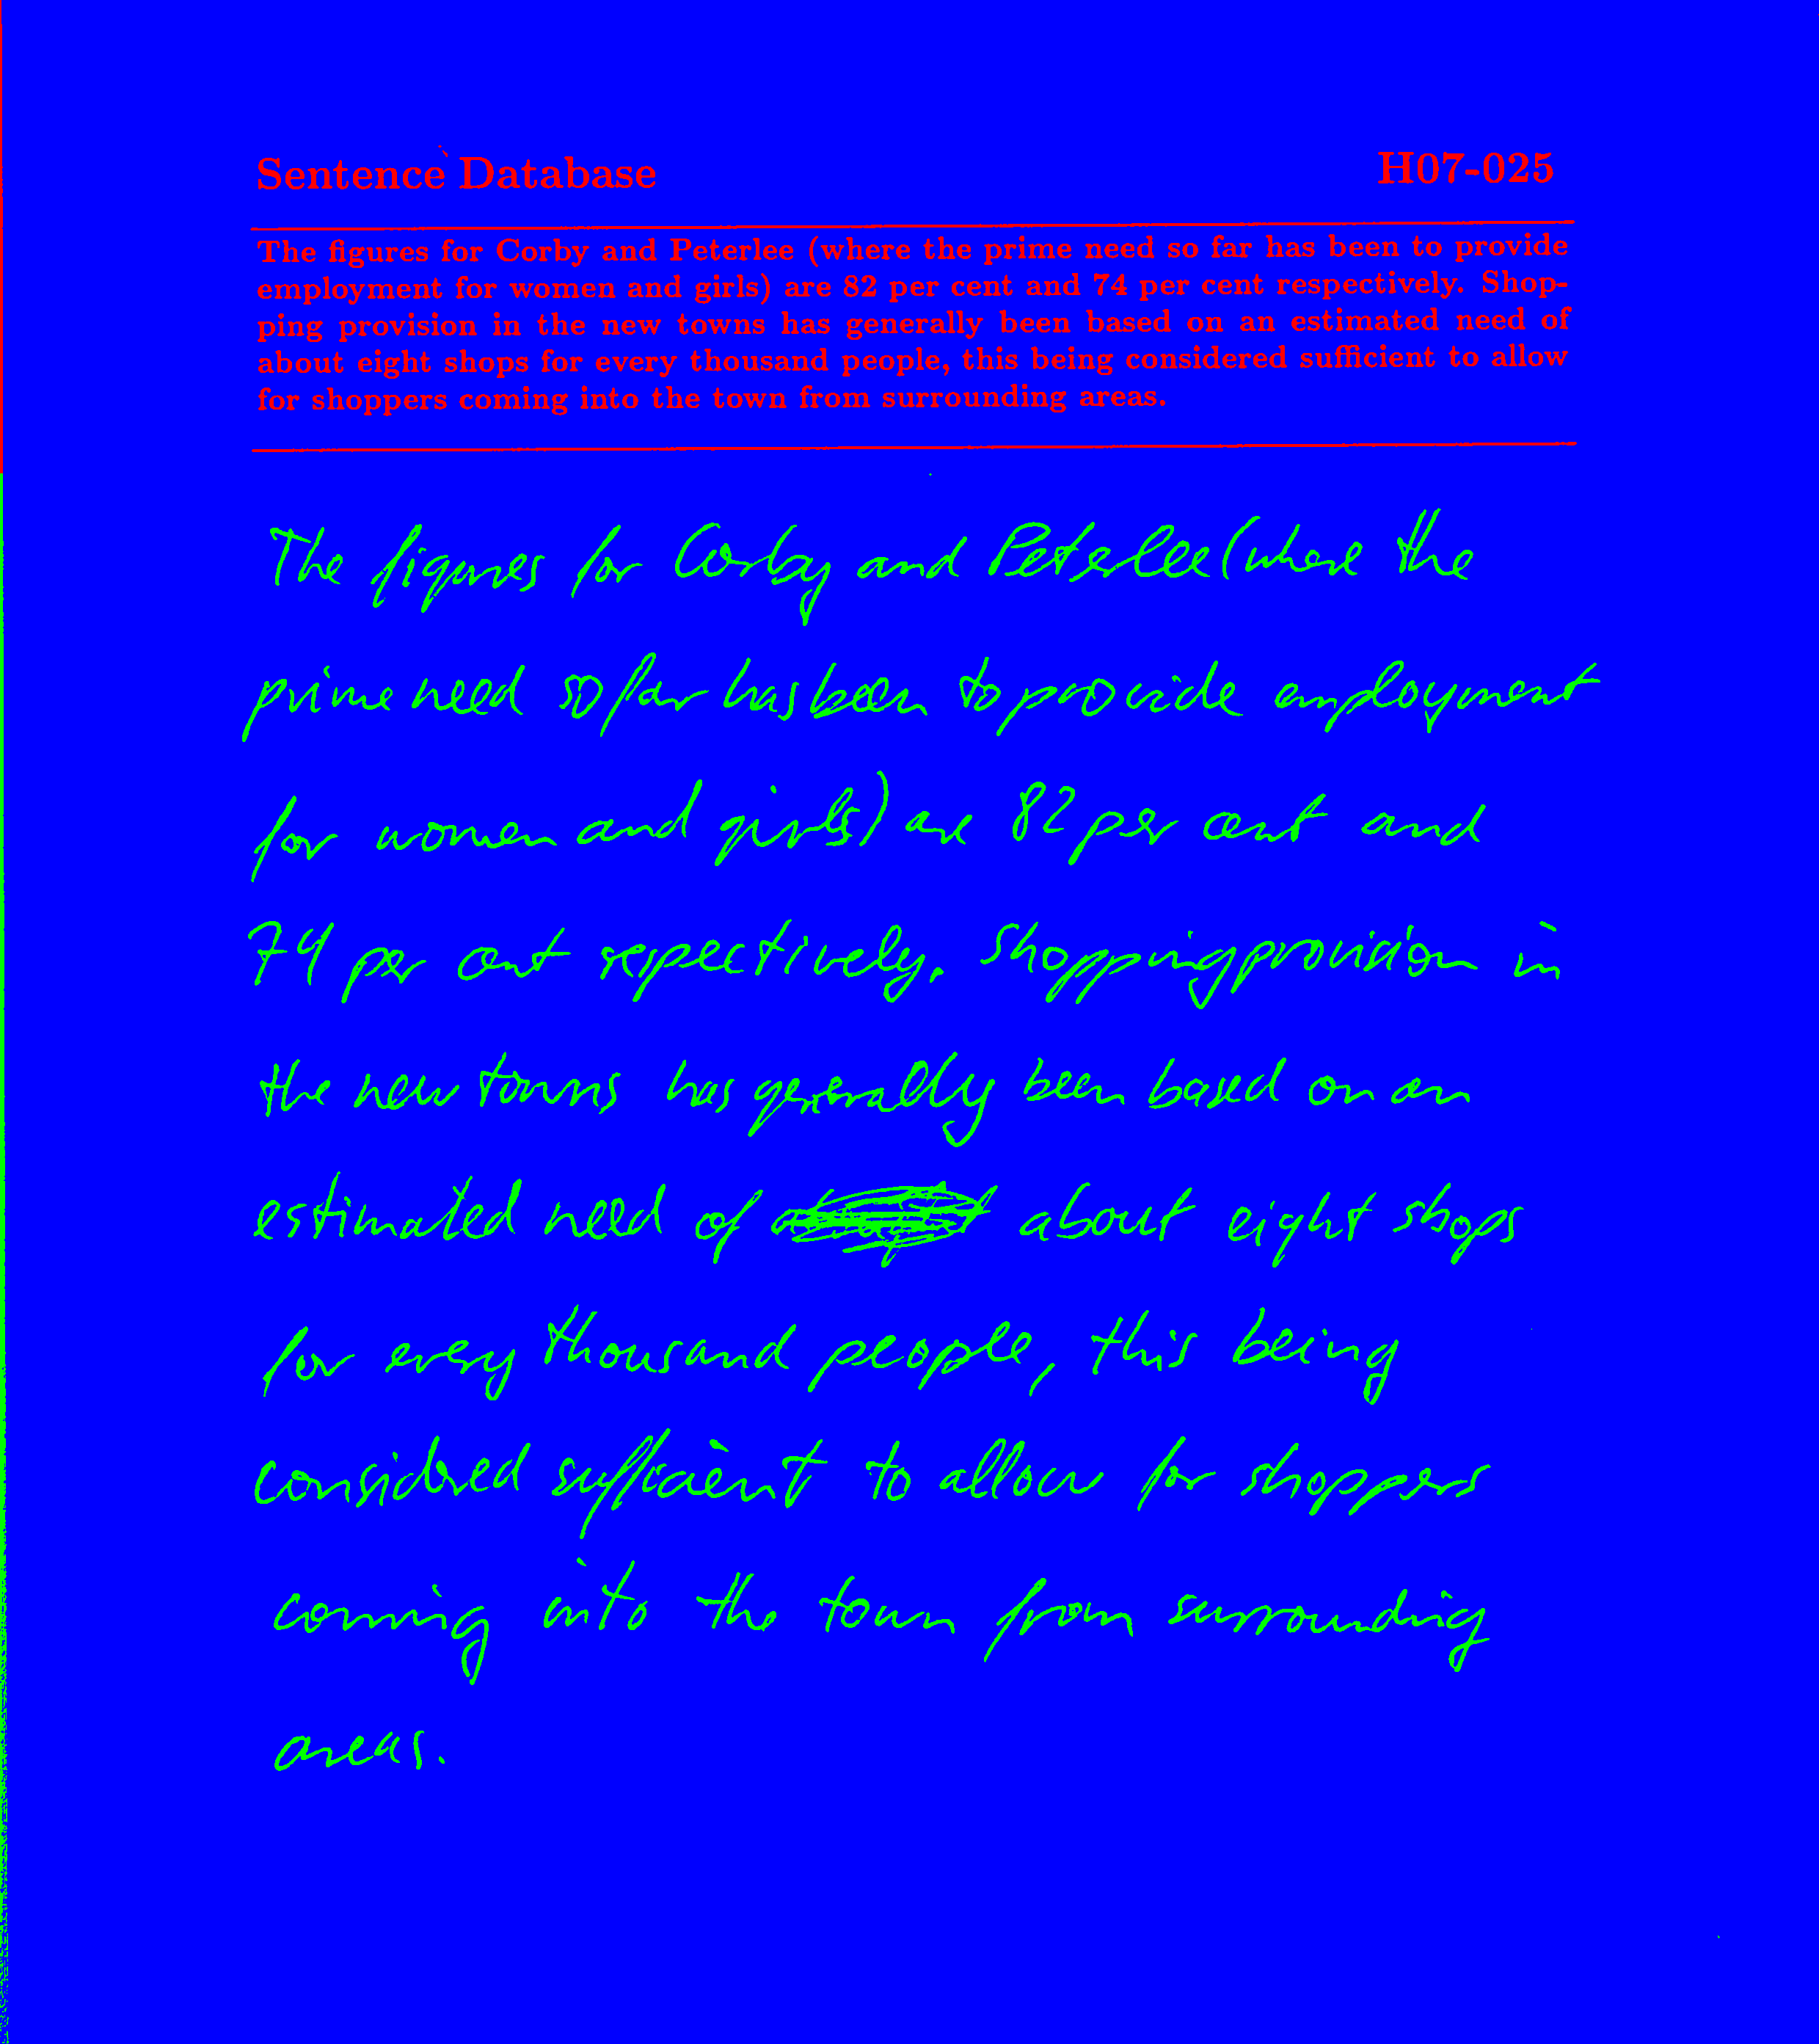 Sentence Database H07-025
The figures for Corby and Peterlee (where the prime need so far has been to provide
employment for women and girls) are 82 per cent and 74 per cent respectively. Shop-
ping provision in the new towns has generally been based on an estimated need of
about eight shops for every thousand people, this being considered sufficient to allow
for shoppers coming into the town from surrounding areas.
The figures for Corby and Peterlee (where the
prime need so far has been to provide employment
for women and girls) are 82 per cent and
74 per cent respectively. Shopping provision in
the new towns has generally been based on an
estimated need of about eight shops
for every thousand people, this being
considered sufficient to allow for shoppers
coming into the town from surrounding
areas.